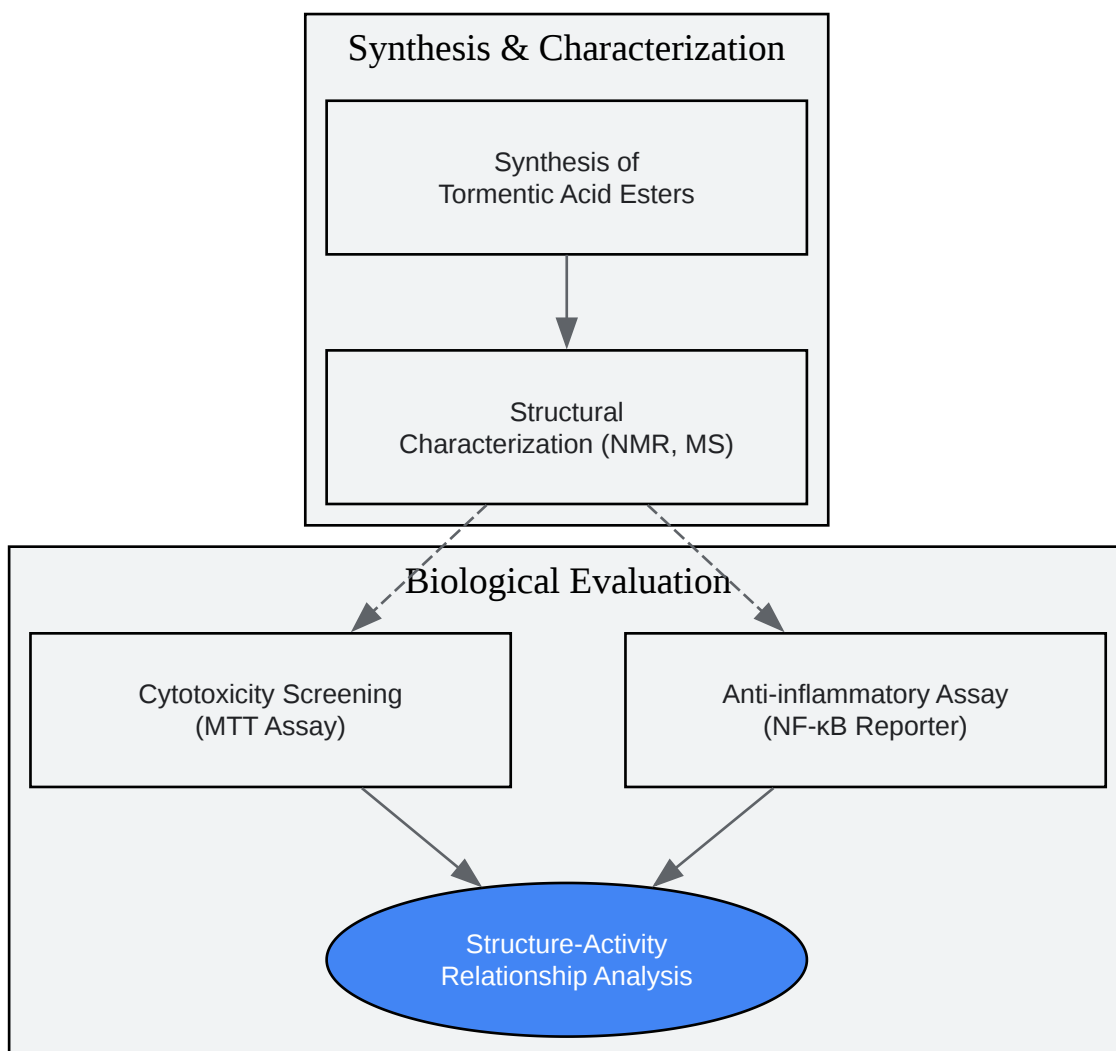 Synthesis & Characterization
Synthesis of
Tormentic Acid Esters
Structural
Characterization (NMR, MS)
Biological Evaluation
Cytotoxicity Screening
(MTT Assay)
Anti-inflammatory Assay
(NF-κB Reporter)
Structure-Activity
Relationship Analysis